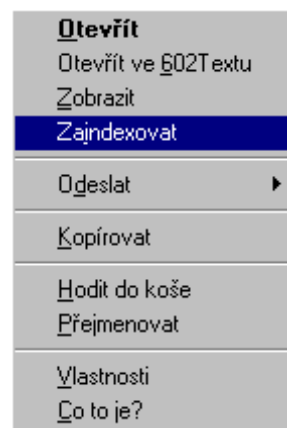 Otevřít
Otevřít ve 602Textu
Zobrazit
Zaindexovat
Odeslat
Kopírovat
Hodit do koše
Přejmenovat
Vlastnosti
Co to je?